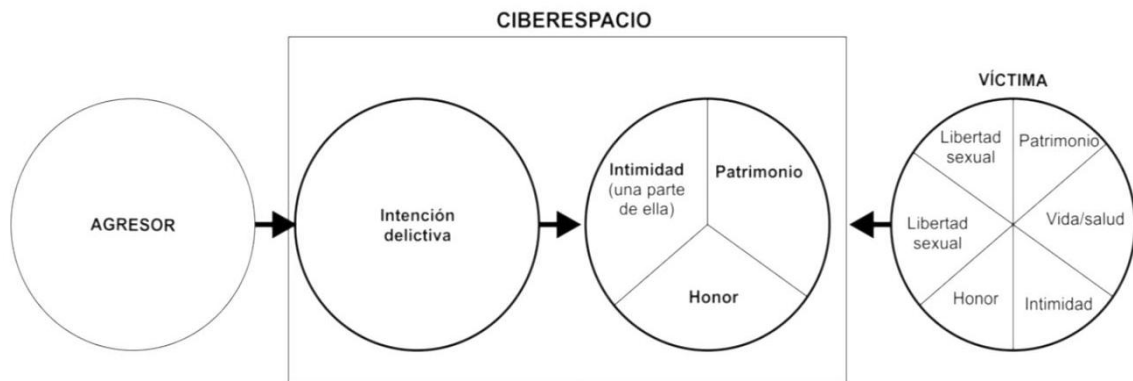 CIBERESPACIO
AGRESOR
Intención
delictiva
Intimidad
(una parte
de ella)
Patrimonio
Honor
VÍCTIMA
Libertad
sexual
Patrimonio
Libertad
sexual
Vida/salud
Honor
Intimidad